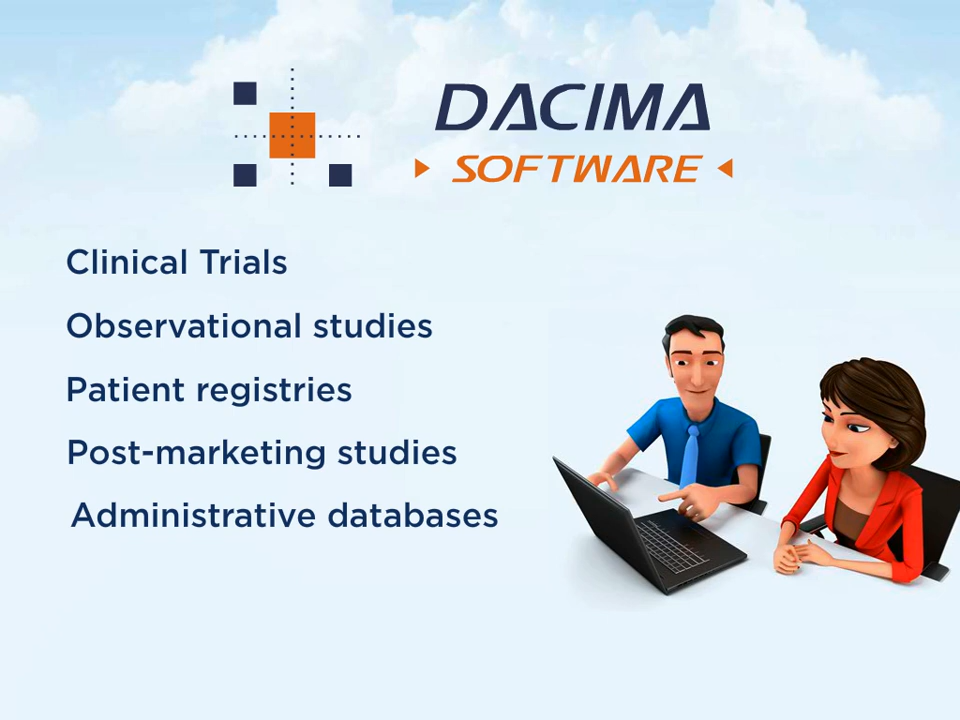 DACIMA
SOFTWARE
Clinical Trials
Observational studies
Patient registries
Post-marketing studies
Administrative databases